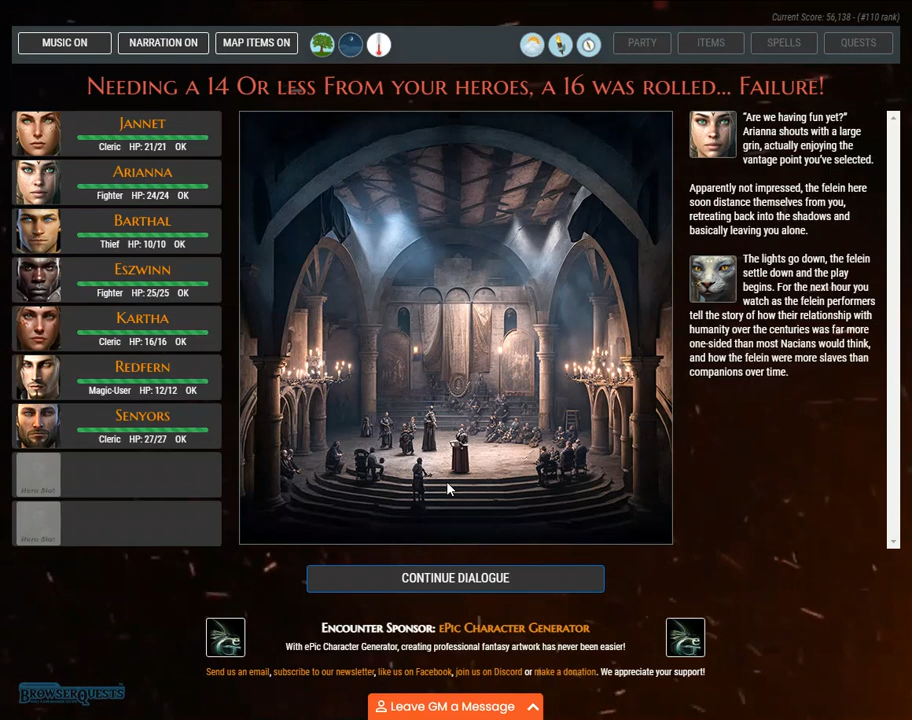 Current Score: 56,138 - (#110 rank)
MUSIC ON
NARRATION ON
MAP ITEMS ON
PARTY
ITEMS
SPELLS
QUESTS
Needing a 14 Or less From your heroes, a 16 was rolled... Failure!
Jannet
Cleric HP: 21/21 OK
Arianna
Fighter HP: 24/24 OK
Barthal
Thief HP: 10/10 OK
Eszwinn
Fighter HP: 25/25 OK
Kartha
Cleric HP: 16/16 OK
Redfern
Magic-User HP: 12/12 OK
Senyors
Cleric HP: 27/27 OK
Hero Slot
Hero Slot
“Are we having fun yet?”
Arianna shouts with a large
grin, actually enjoying the
vantage point you've selected.
Apparently not impressed, the felein here
soon distance themselves from you,
retreating back into the shadows and
basically leaving you alone.
The lights go down, the felein
settle down and the play
begins. For the next hour you
watch as the felein performers
tell the story of how their relationship with
humanity over the centuries was far more
one-sided than most Nacians would think,
and how the felein were more slaves than
companions over time.
CONTINUE DIALOGUE
Encounter Sponsor: ePic Character Generator
With ePic Character Generator, creating professional fantasy artwork has never been easier!
Send us an email, subscribe to our newsletter, like us on Facebook, join us on Discord or make a donation. We appreciate your support!
BrowserQuests
Leave GM a Message